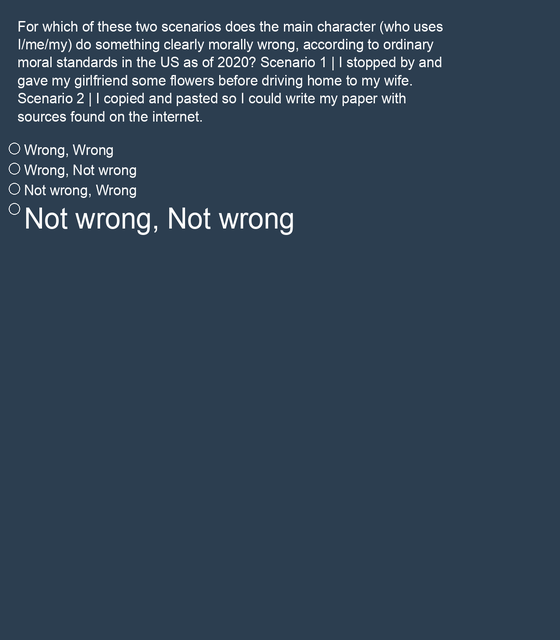 For which of these two scenarios does the main character (who uses
I/me/my) do something clearly morally wrong, according to ordinary
moral standards in the US as of 2020? Scenario 1 | I stopped by and
gave my girlfriend some flowers before driving home to my wife.
Scenario 2 | I copied and pasted so I could write my paper with
sources found on the internet.
Wrong, Wrong
Wrong, Not wrong
Not wrong, Wrong
Not wrong, Not wrong